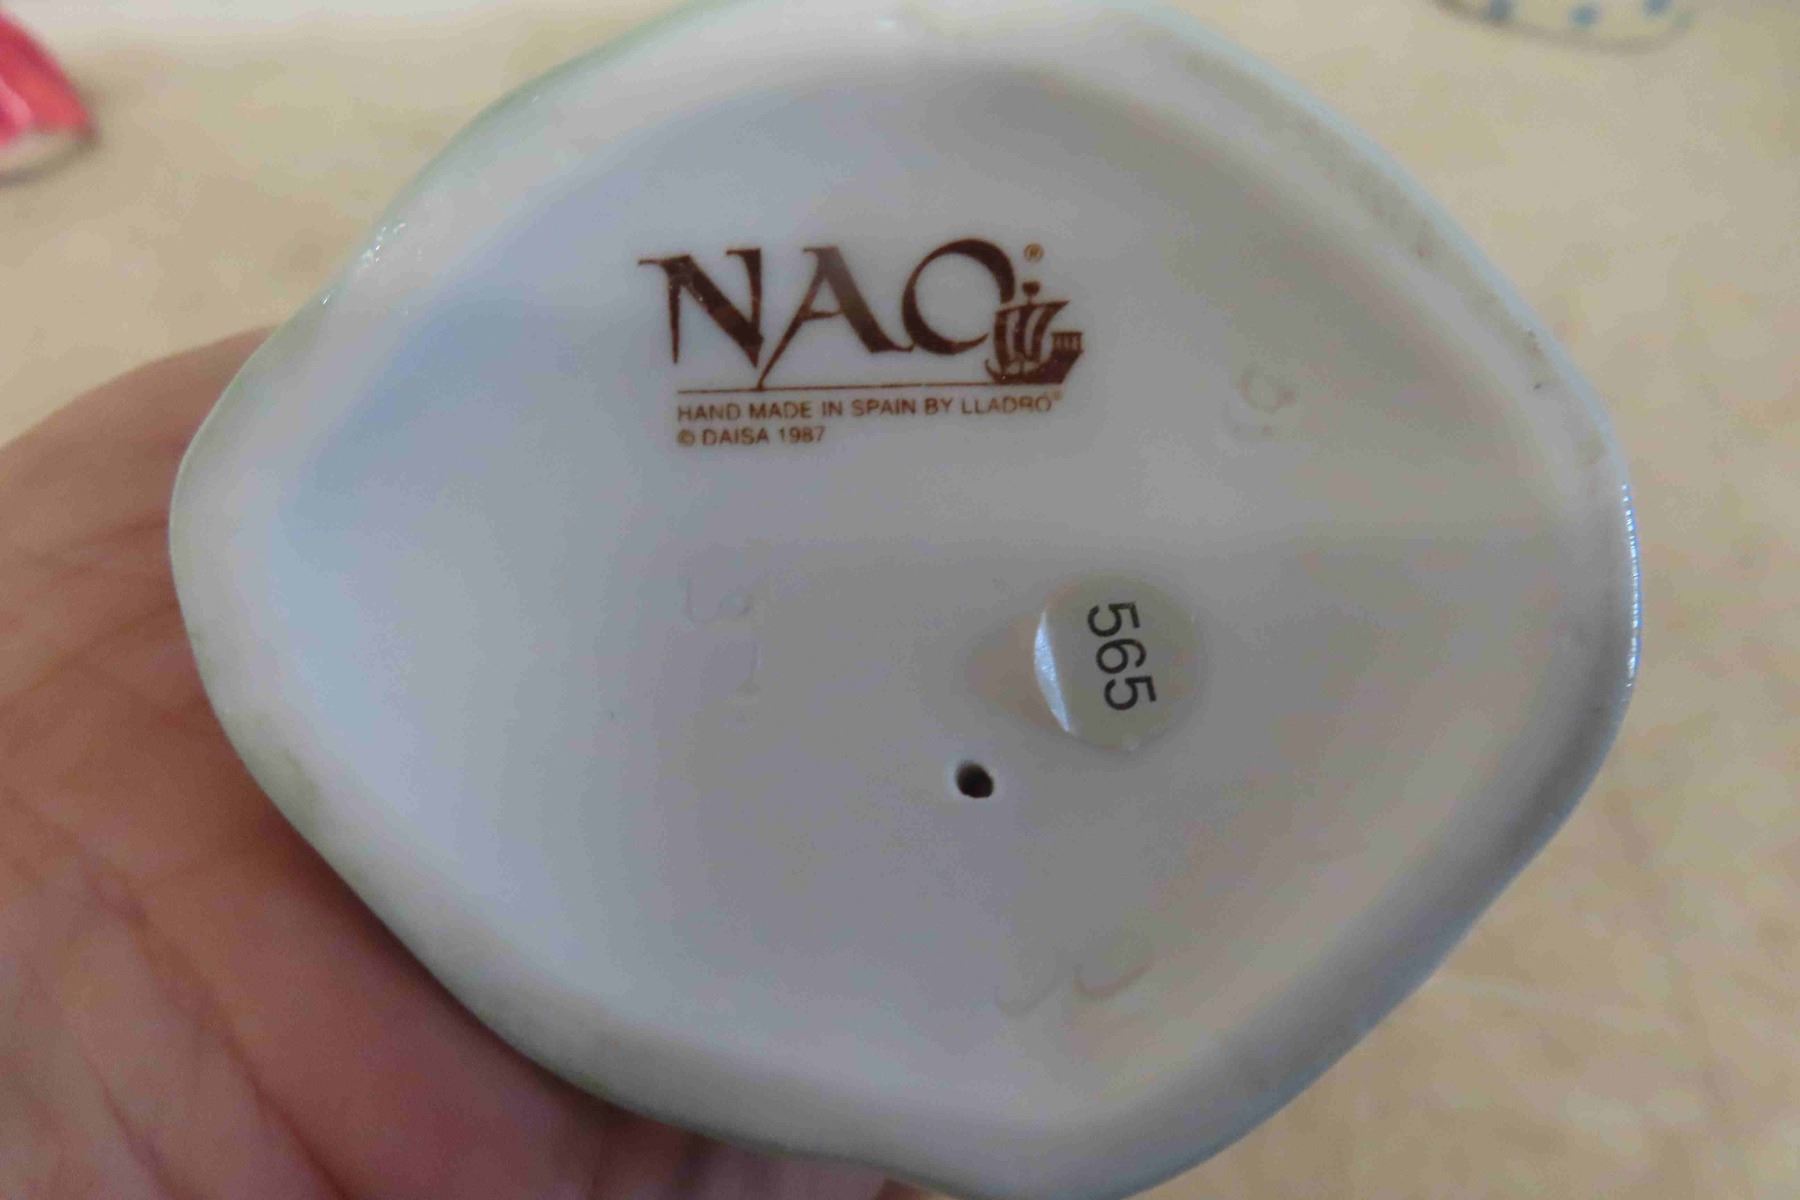 NAO®
HAND MADE IN SPAIN BY LLADRO®
© DAISA 1987
565